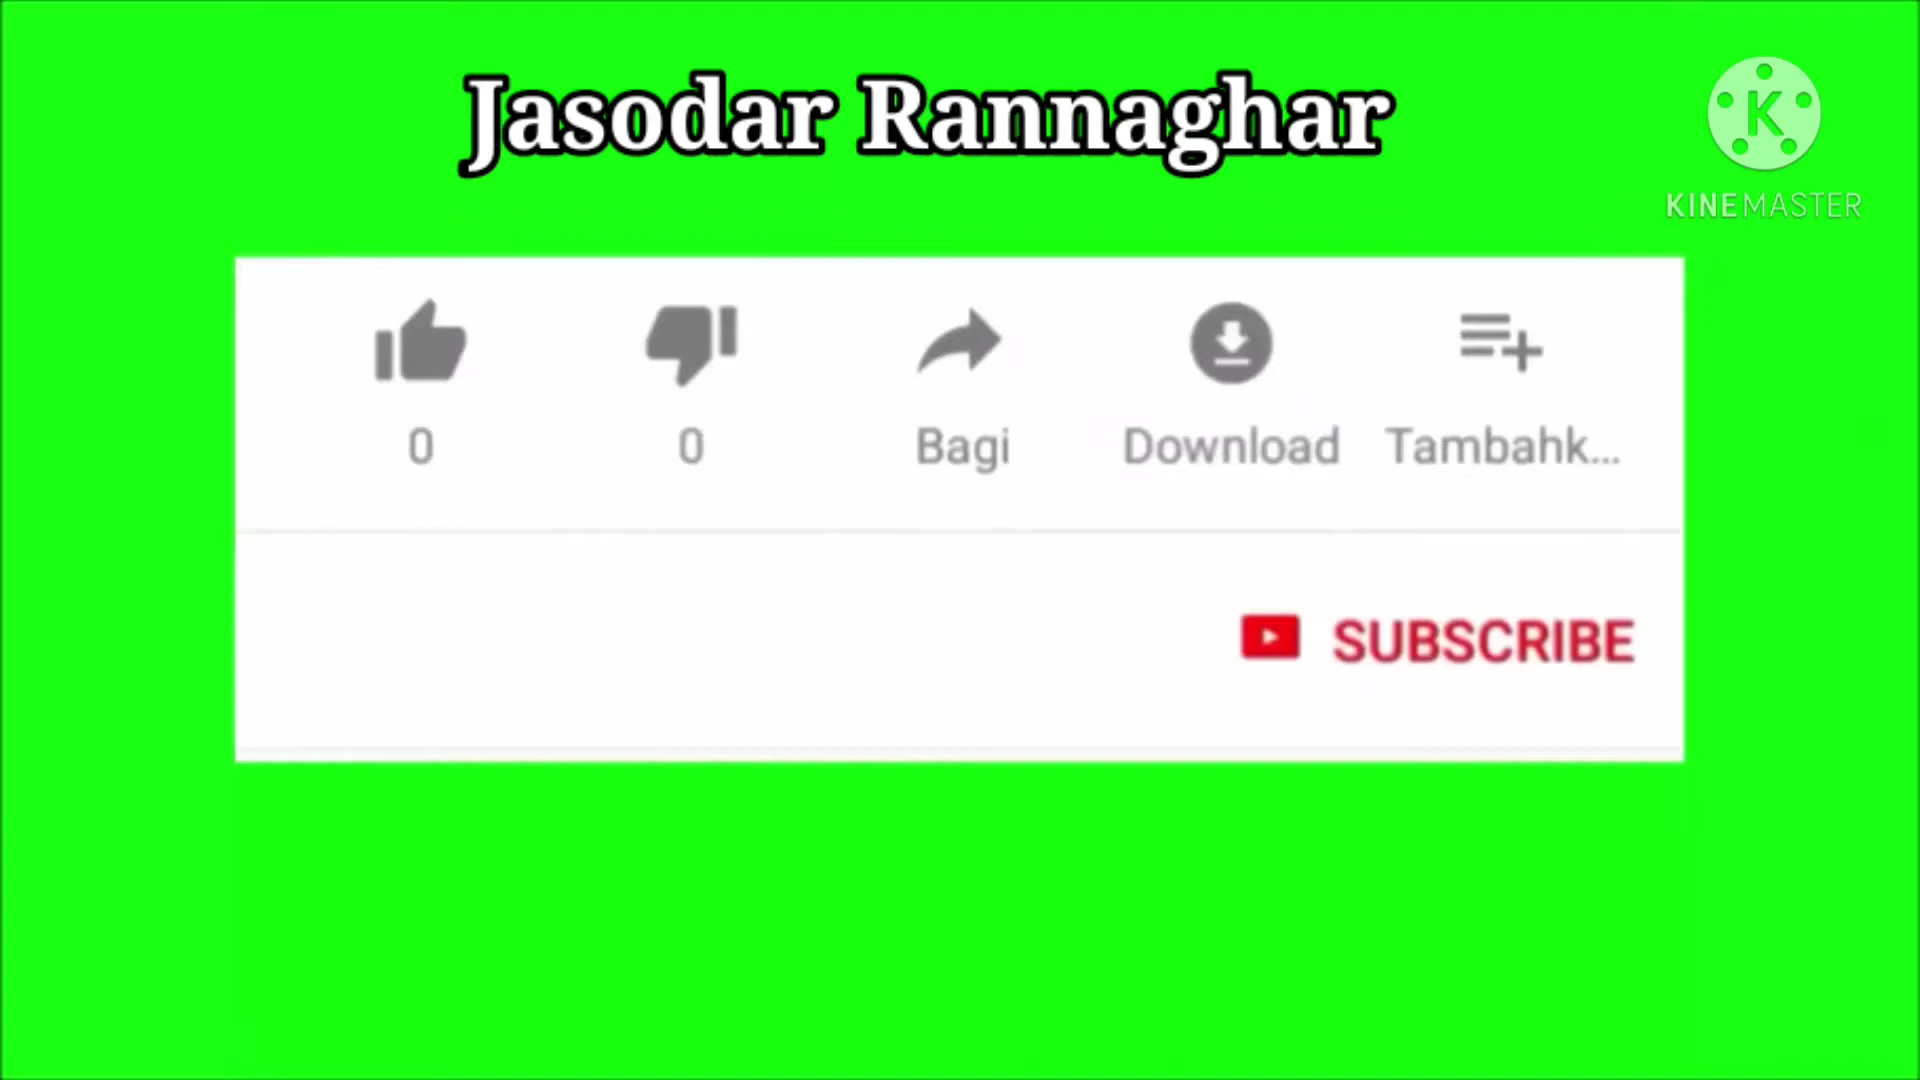 Jasodar Rannaghar
K
KINEMASTER
0 0 Bagi Download Tambahk...
SUBSCRIBE